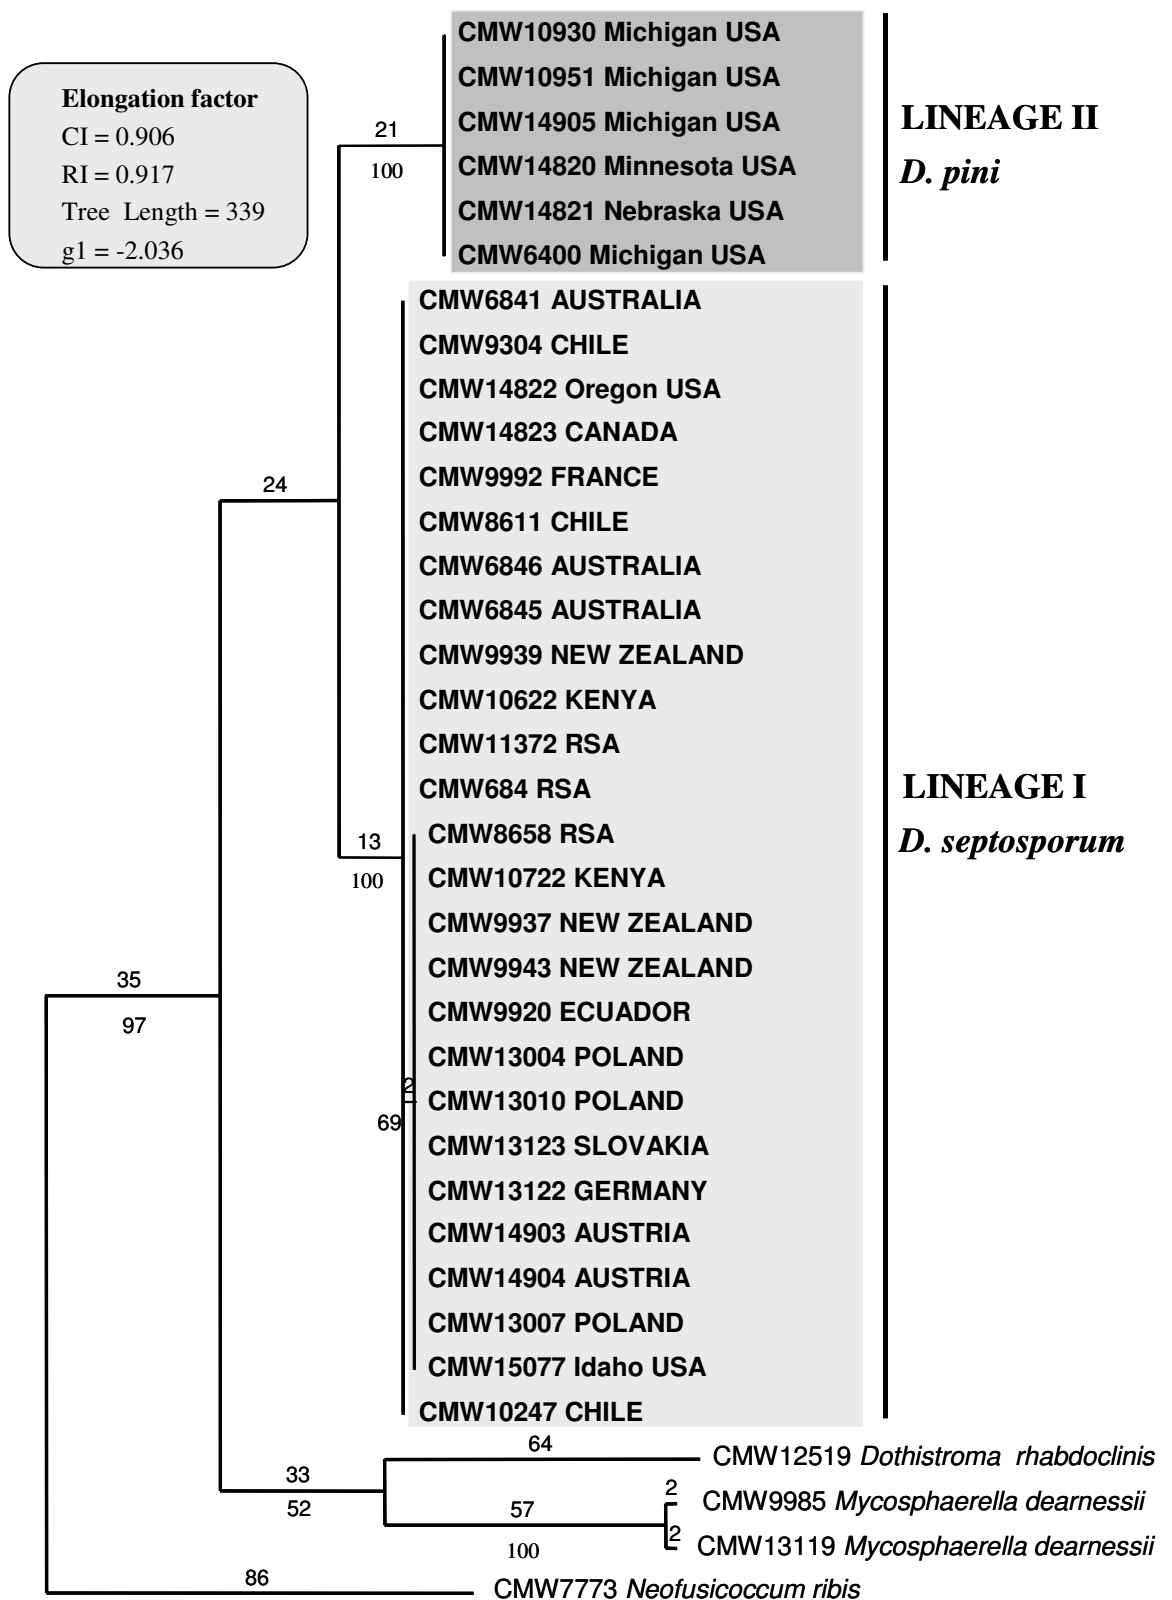 Elongation factor
CI = 0.906
RI = 0.917
Tree Length = 339
g1 = -2.036
CMW10930 Michigan USA
CMW10951 Michigan USA
CMW14905 Michigan USA
CMW14820 Minnesota USA
CMW14821 Nebraska USA
CMW6400 Michigan USA
21
100
LINEAGE II
D. pini
CMW6841 AUSTRALIA
CMW9304 CHILE
CMW14822 Oregon USA
CMW14823 CANADA
CMW9992 FRANCE
CMW8611 CHILE
CMW6846 AUSTRALIA
CMW6845 AUSTRALIA
CMW9939 NEW ZEALAND
CMW10622 KENYA
CMW11372 RSA
CMW684 RSA
CMW8658 RSA
CMW10722 KENYA
CMW9937 NEW ZEALAND
CMW9943 NEW ZEALAND
CMW9920 ECUADOR
CMW13004 POLAND
CMW13010 POLAND
CMW13123 SLOVAKIA
CMW13122 GERMANY
CMW14903 AUSTRIA
CMW14904 AUSTRIA
CMW13007 POLAND
CMW15077 Idaho USA
CMW10247 CHILE
24
13
100
2
69
LINEAGE I
D. septosporum
35
97
33
52
64
CMW12519 Dothistroma rhabdoclinis
57
100
2
CMW9985 Mycosphaerella dearnessii
2
CMW13119 Mycosphaerella dearnessii
86
CMW7773 Neofusicoccum ribis